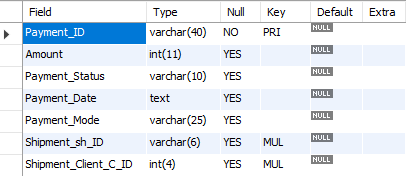 Field Type Null Key Default Extra
Payment_ID varchar(40) NO PRI NULL
Amount int(11) YES NULL
Payment_Status varchar(10) YES NULL
Payment_Date text YES NULL
Payment_Mode varchar(25) YES NULL
Shipment_sh_ID varchar(6) YES MUL NULL
Shipment_Client_C_ID int(4) YES MUL NULL